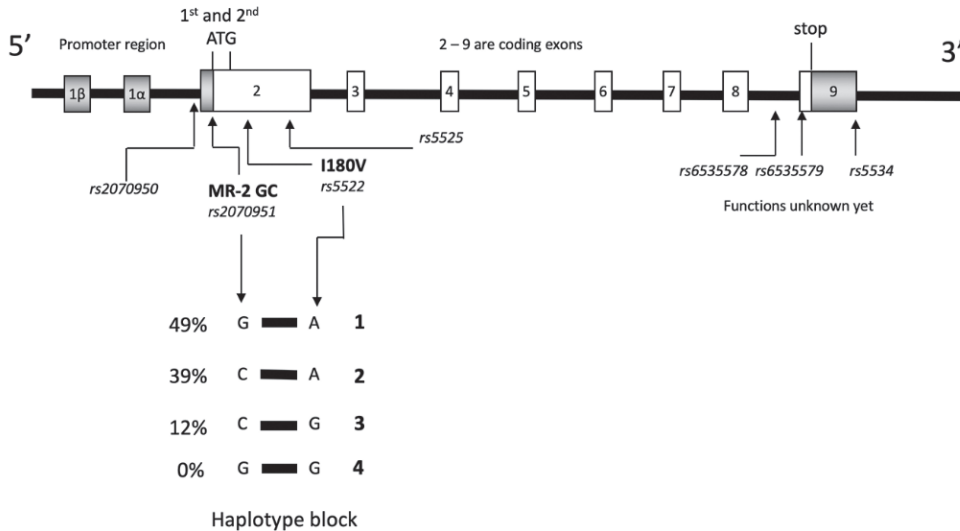 1st and 2nd
ATG
5’
Promoter region
2 – 9 are coding exons
stop
3’
1β
1α
2
3
4
5
6
7
8
9
rs5525
rs2070950
I180V
rs5522
MR-2 GC
rs2070951
rs6535578
rs6535579
rs5534
Functions unknown yet
49% G A 1
39% C A 2
12% C G 3
0% G G 4
Haplotype block